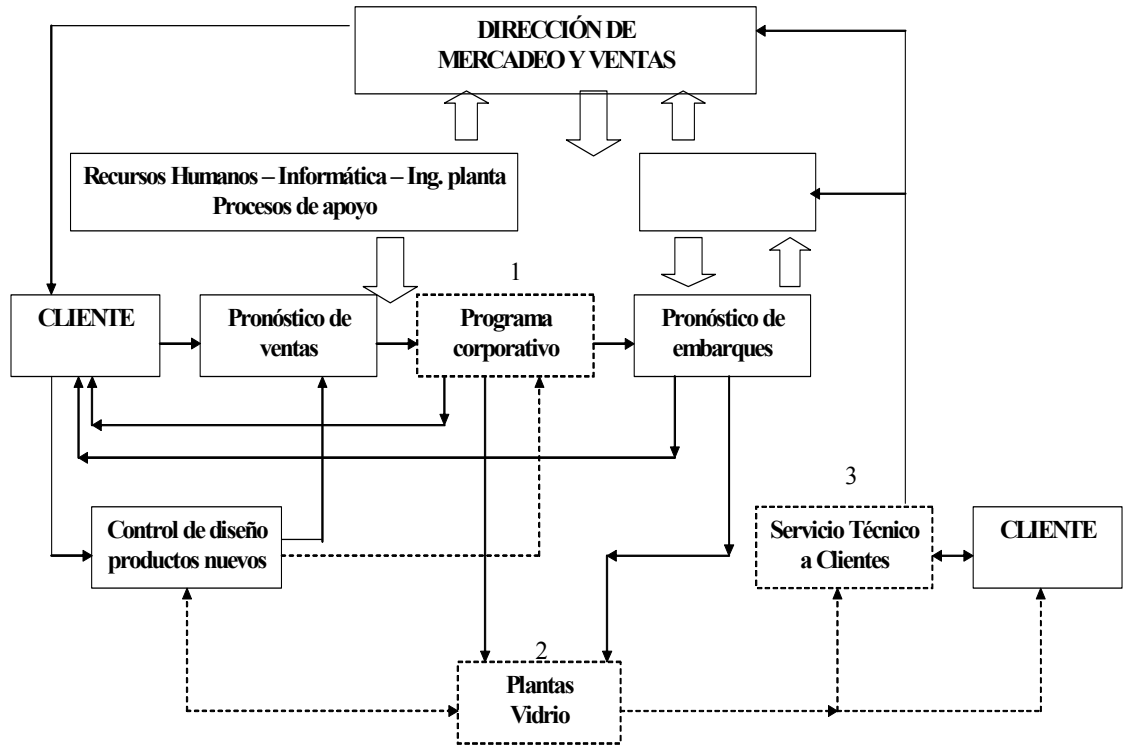 DIRECCIÓN DE
MERCADEO Y VENTAS
Recursos Humanos – Informática – Ing. planta
Procesos de apoyo
1
CLIENTE
Pronóstico de
ventas
Programa
corporativo
Pronóstico de
embarques
3
Control de diseño
productos nuevos
Servicio Técnico
a Clientes
CLIENTE
2
Plantas
Vidrio